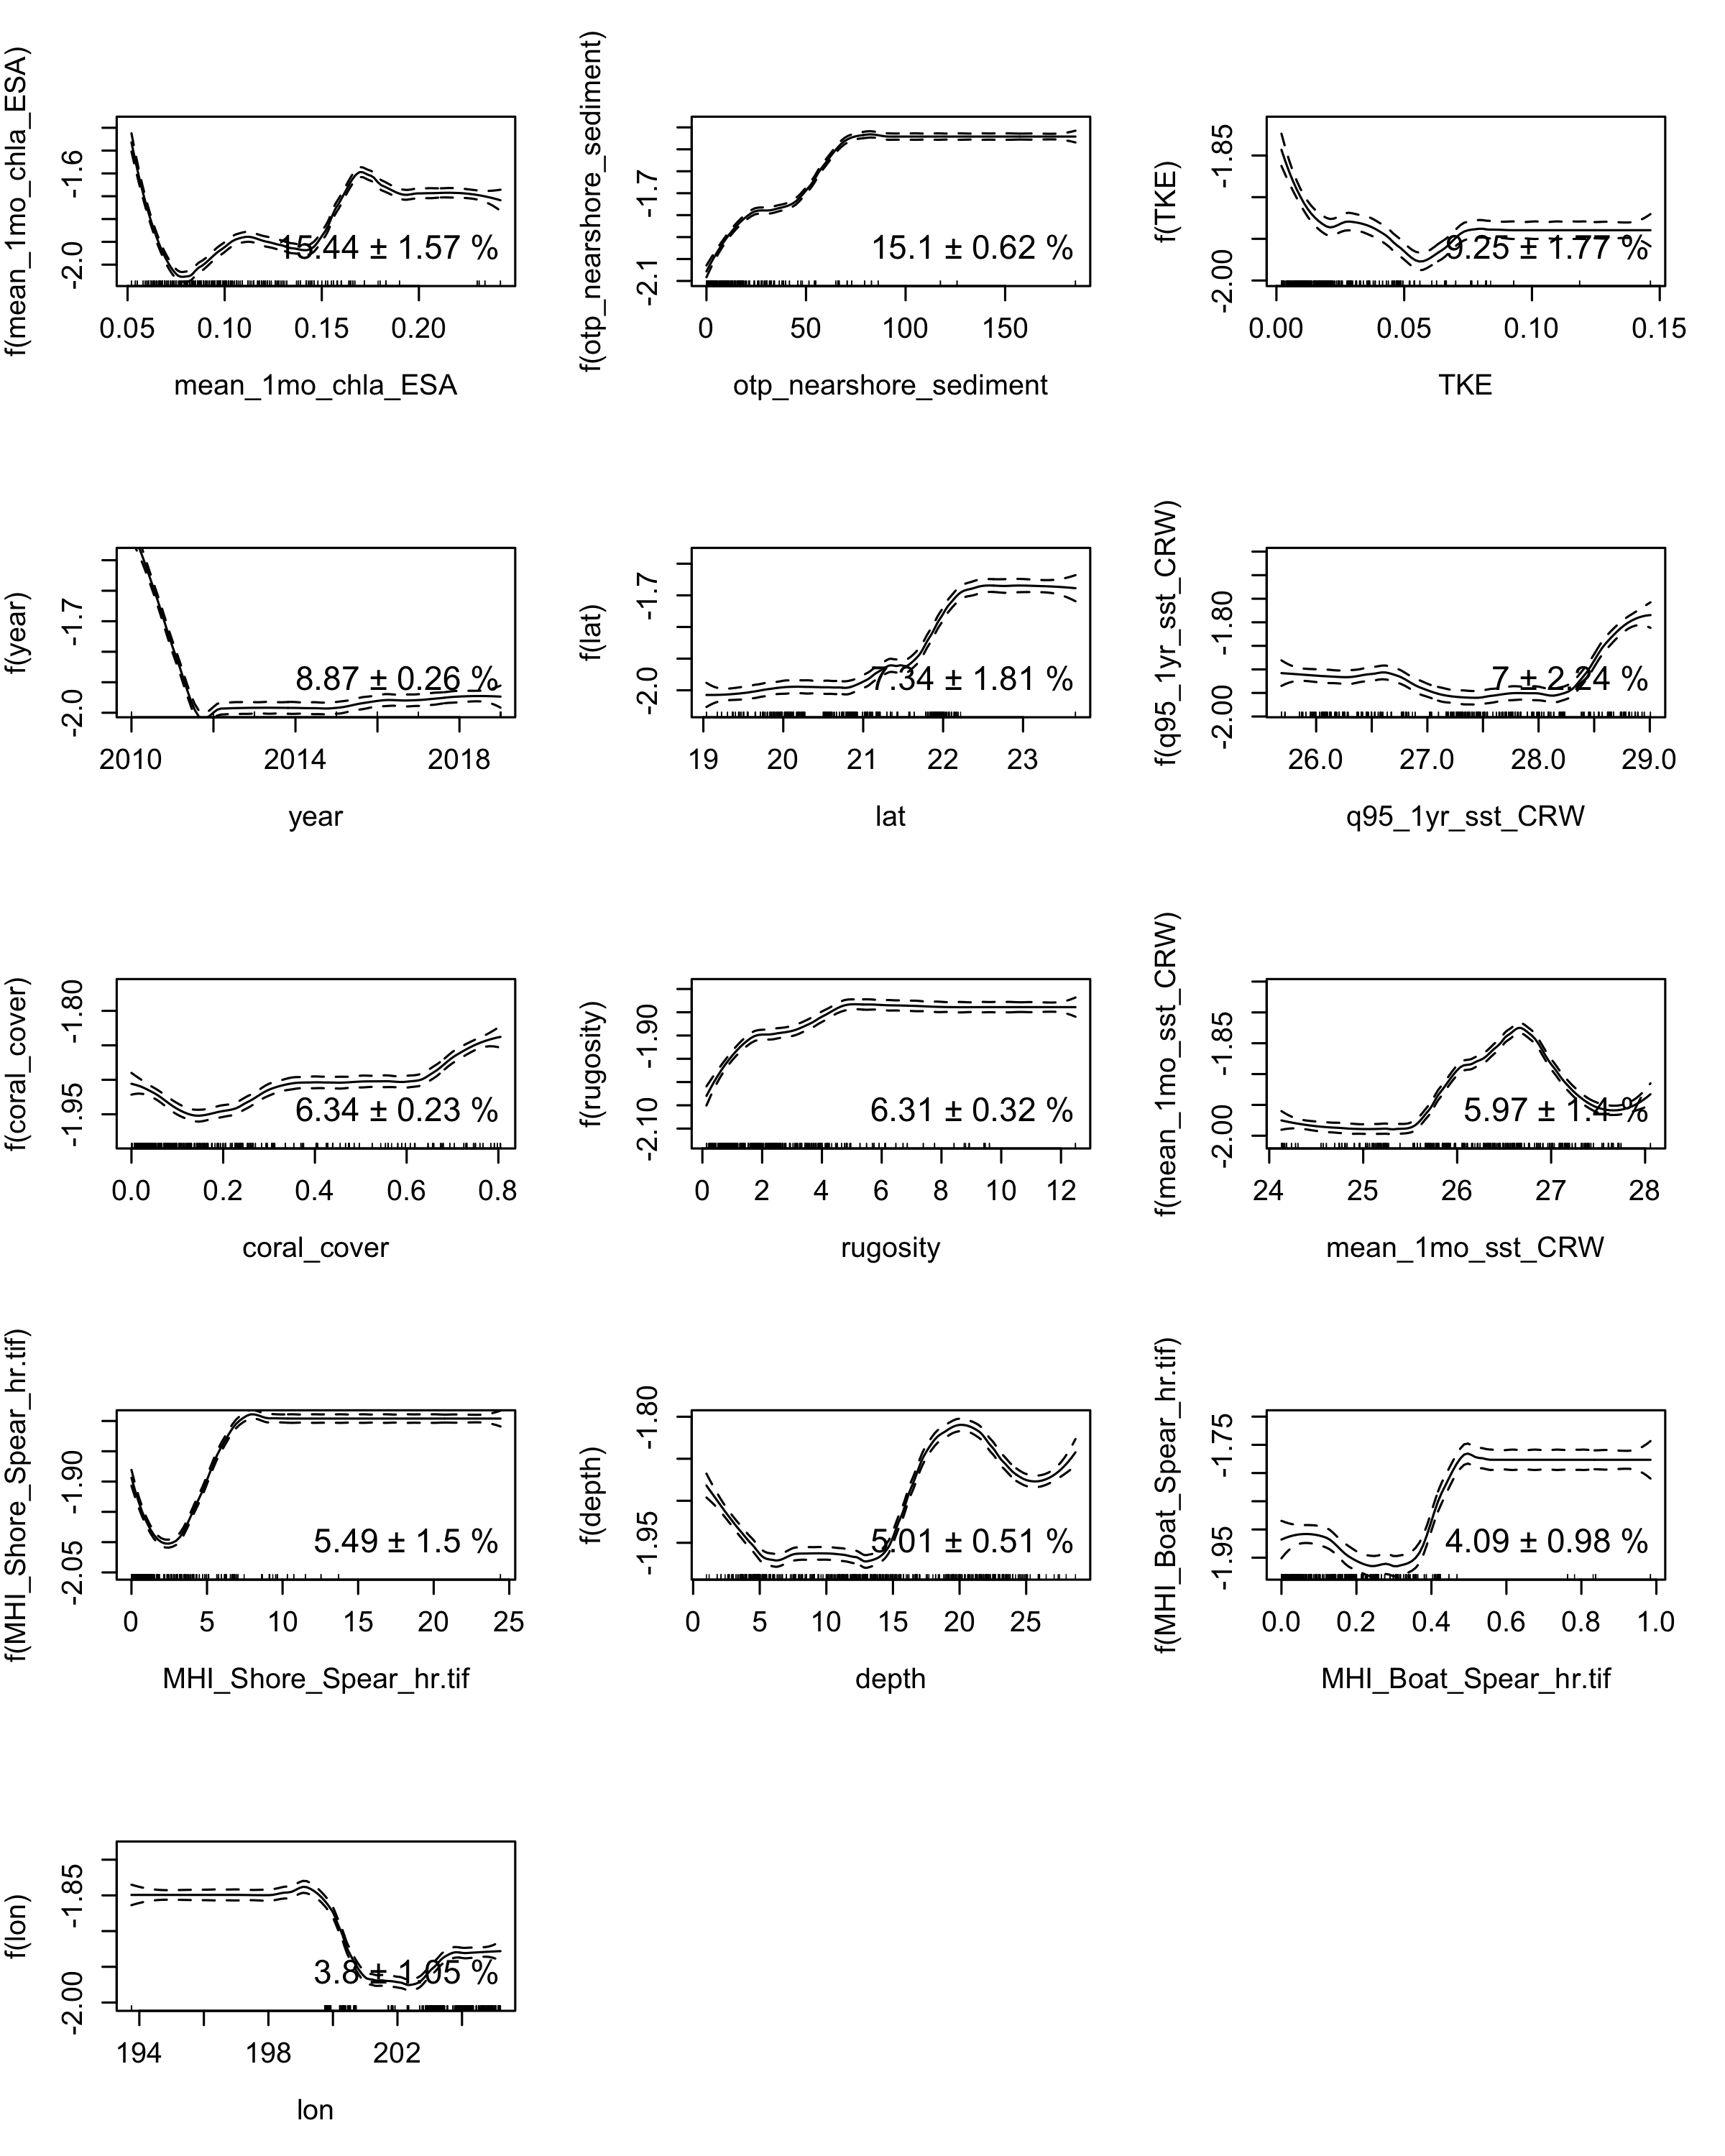 f(mean_1mo_chla_ESA)
-2.0 -1.6
15.44 ± 1.57 %
0.05 0.10 0.15 0.20
mean_1mo_chla_ESA
f(otp_nearshore_sediment)
-2.1 -1.7
15.1 ± 0.62 %
0 50 100 150
otp_nearshore_sediment
f(TKE)
-2.00 -1.85
9.25 ± 1.77 %
0.00 0.05 0.10 0.15
TKE
f(year)
-2.0 -1.7
8.87 ± 0.26 %
2010 2014 2018
year
f(lat)
-2.0 -1.7
7.34 ± 1.81 %
19 20 21 22 23
lat
f(q95_1yr_sst_CRW)
-2.00 -1.80
7 ± 2.24 %
26.0 27.0 28.0 29.0
q95_1yr_sst_CRW
f(coral_cover)
-1.95 -1.80
6.34 ± 0.23 %
0.0 0.2 0.4 0.6 0.8
coral_cover
f(rugosity)
-2.10 -1.90
6.31 ± 0.32 %
0 2 4 6 8 10 12
rugosity
f(mean_1mo_sst_CRW)
-2.00 -1.85
5.97 ± 1.4 %
24 25 26 27 28
mean_1mo_sst_CRW
f(MHI_Shore_Spear_hr.tif)
-2.05 -1.90
5.49 ± 1.5 %
0 5 10 15 20 25
MHI_Shore_Spear_hr.tif
f(depth)
-1.95 -1.80
5.01 ± 0.51 %
0 5 10 15 20 25
depth
f(MHI_Boat_Spear_hr.tif)
-1.95 -1.75
4.09 ± 0.98 %
0.0 0.2 0.4 0.6 0.8 1.0
MHI_Boat_Spear_hr.tif
f(lon)
-2.00 -1.85
3.8 ± 1.05 %
194 198 202
lon